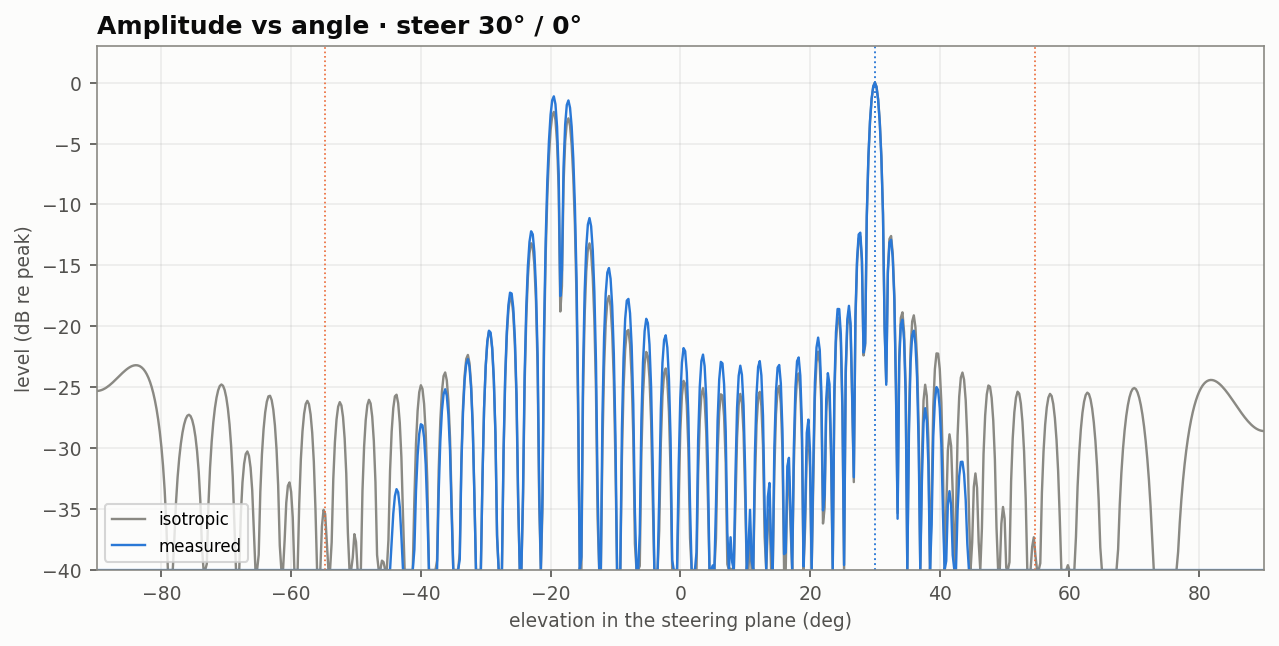 Amplitude vs angle · steer 30° / 0°
level (dB re peak)
0
−5
−10
−15
−20
−25
−30
−35
−40
isotropic
measured
−80 −60 −40 −20 0 20 40 60 80
elevation in the steering plane (deg)